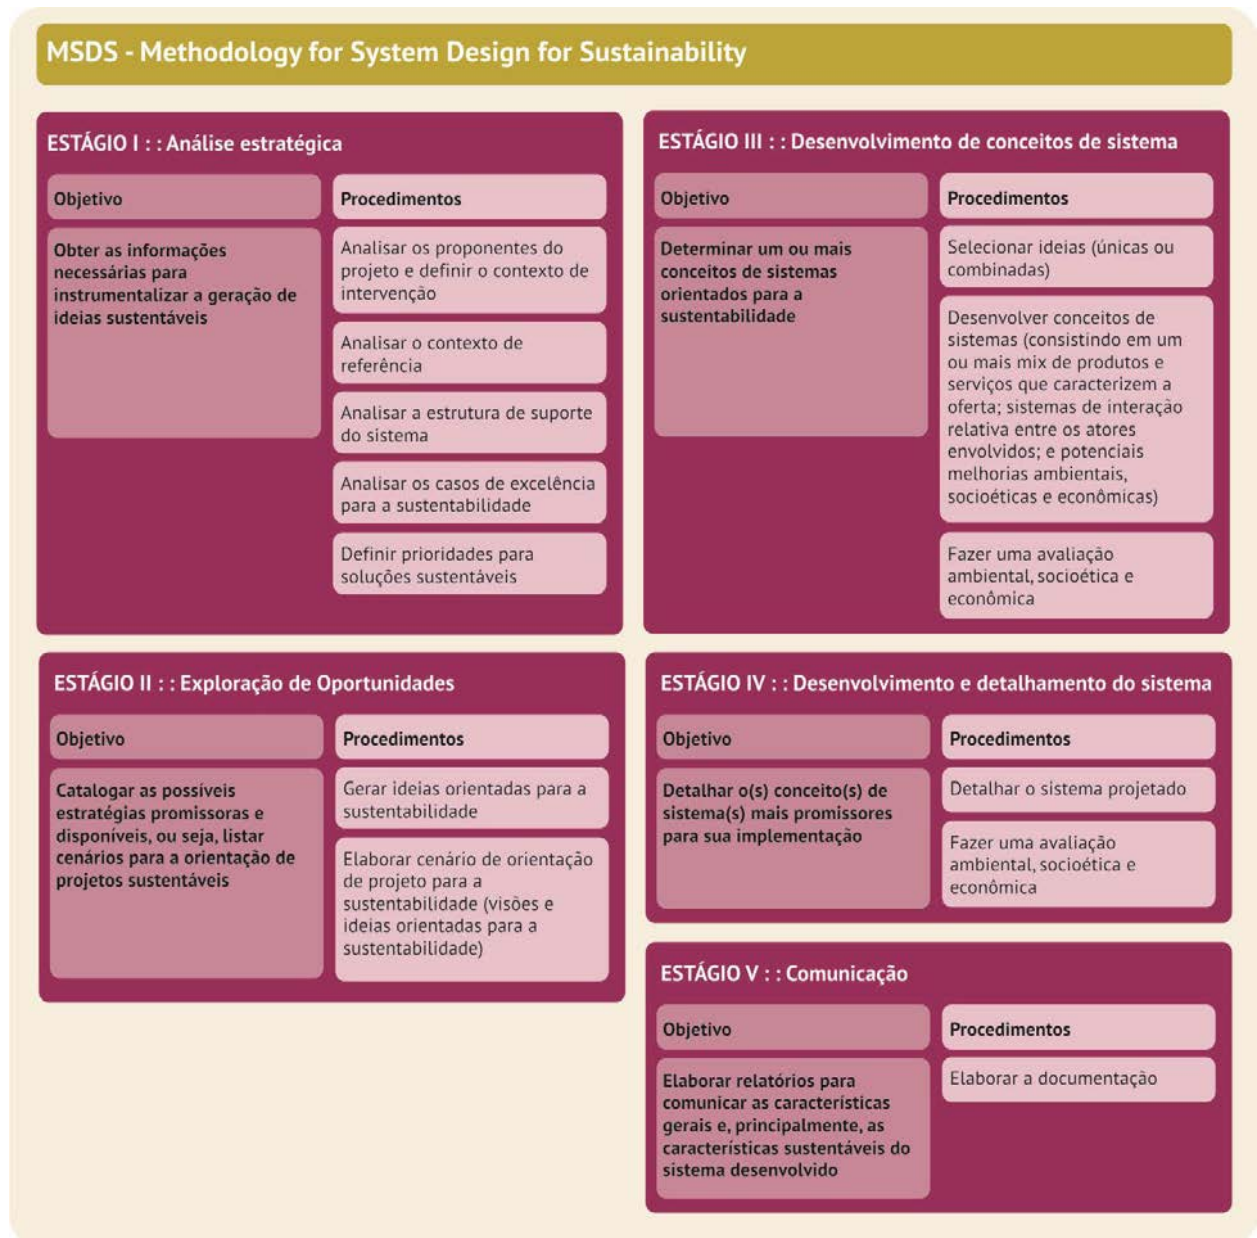 MSDS - Methodology for System Design for Sustainability
ESTÁGIO I : : Análise estratégica
Objetivo
Obter as informações
necessárias para
instrumentalizar a geração de
ideias sustentáveis
Procedimentos
Analisar os proponentes do
projeto e definir o contexto de
intervenção
Analisar o contexto de
referência
Analisar a estrutura de suporte
do sistema
Analisar os casos de excelência
para a sustentabilidade
Definir prioridades para
soluções sustentáveis
ESTÁGIO II : : Exploração de Oportunidades
Objetivo
Catalogar as possíveis
estratégias promissoras e
disponíveis, ou seja, listar
cenários para a orientação de
projetos sustentáveis
Procedimentos
Gerar ideias orientadas para a
sustentabilidade
Elaborar cenário de orientação
de projeto para a
sustentabilidade (visões e
ideias orientadas para a
sustentabilidade)
ESTÁGIO III : : Desenvolvimento de conceitos de sistema
Objetivo
Determinar um ou mais
conceitos de sistemas
orientados para a
sustentabilidade
Procedimentos
Selecionar ideias (únicas ou
combinadas)
Desenvolver conceitos de
sistemas (consistindo em um
ou mais mix de produtos e
serviços que caracterizem a
oferta; sistemas de interação
relativa entre os atores
envolvidos; e potenciais
melhorias ambientais,
socioéticas e econômicas)
Fazer uma avaliação
ambiental, socioética e
econômica
ESTÁGIO IV : : Desenvolvimento e detalhamento do sistema
Objetivo
Detalhar o(s) conceito(s) de
sistema(s) mais promissores
para sua implementação
Procedimentos
Detalhar o sistema projetado
Fazer uma avaliação
ambiental, socioética e
econômica
ESTÁGIO V : : Comunicação
Objetivo
Elaborar relatórios para
comunicar as características
gerais e, principalmente, as
características sustentáveis do
sistema desenvolvido
Procedimentos
Elaborar a documentação